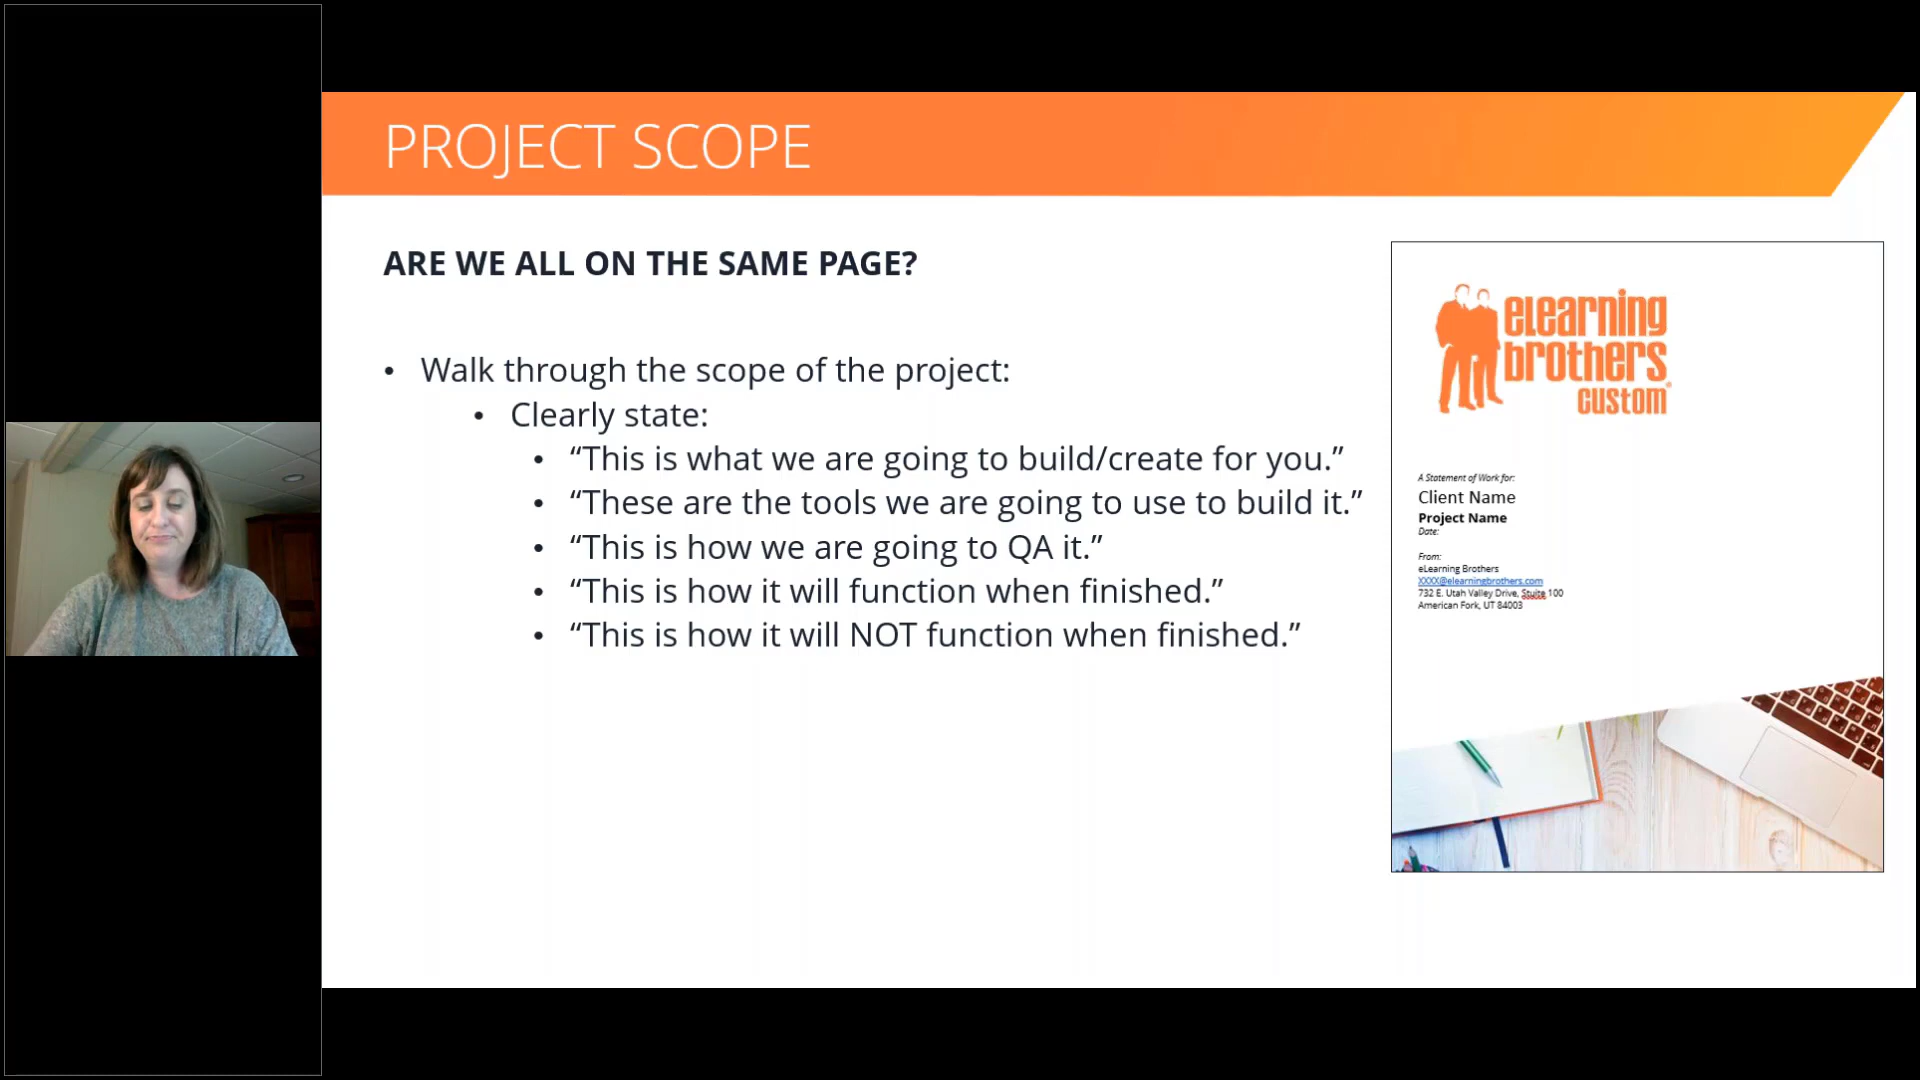 PROJECT SCOPE
ARE WE ALL ON THE SAME PAGE?
• Walk through the scope of the project:
• Clearly state:
• “This is what we are going to build/create for you.”
• “These are the tools we are going to use to build it.”
• “This is how we are going to QA it.”
• “This is how it will function when finished.”
• “This is how it will NOT function when finished.”
eLearning
brothers
custom
A Statement of Work for:
Client Name
Project Name
Date:
From:
eLearning Brothers
XXXX@elearningbrothers.com
732 E. Utah Valley Drive, Stuite 100
American Fork, UT 84003